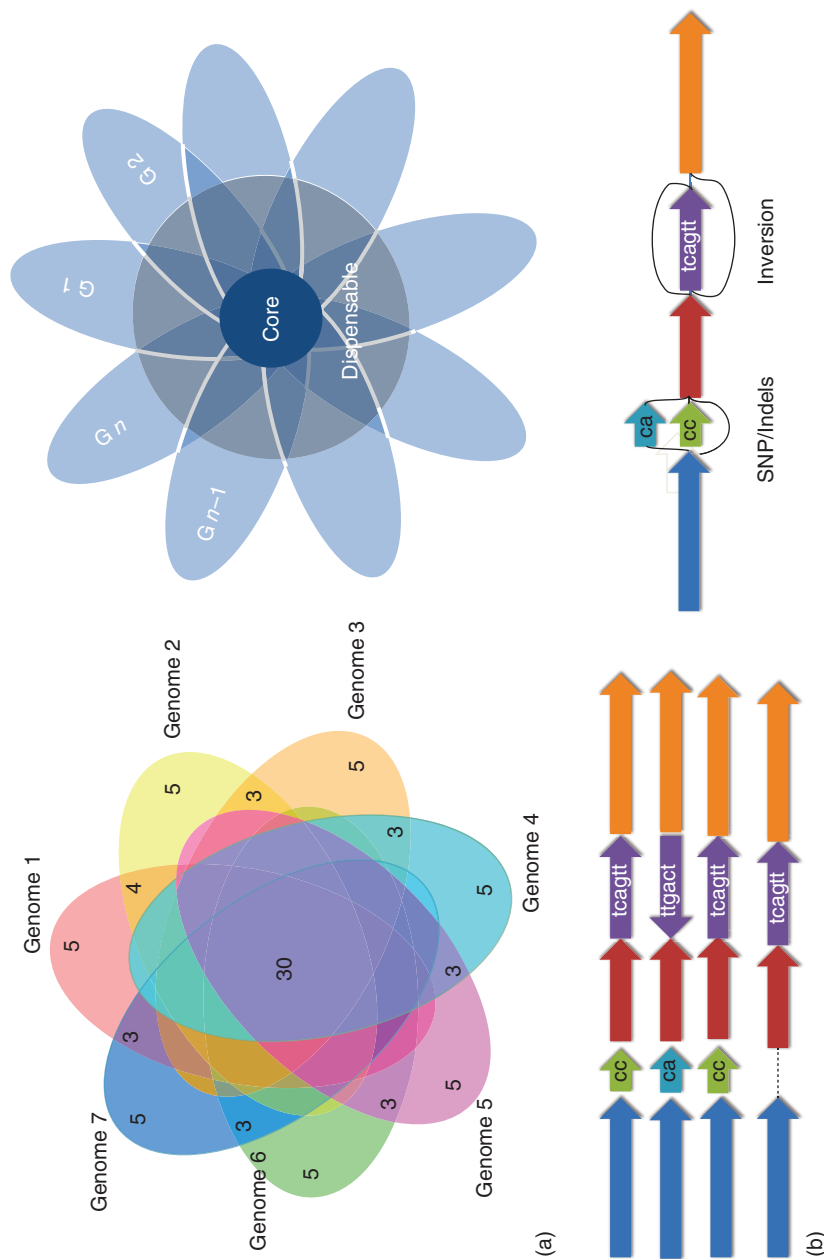 Genome 1
Genome 2
Genome 3
Genome 4
Genome 5
Genome 6
Genome 7
5
4
5
3
5
3
5
3
5
3
5
3
5
3
30
G 1
G 2
G n
G n–1
Core
Dispensable
(a)
cc
tcagtt
ca
ttgact
cc
tcagtt
tcagtt
ca
cc
tcagtt
SNP/Indels
Inversion
(b)